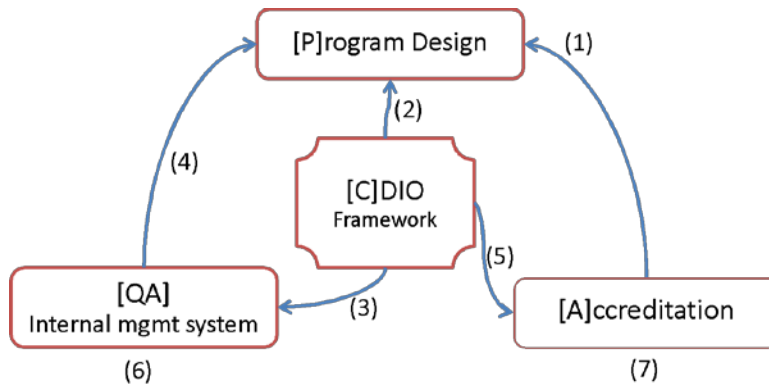 [P]rogram Design
(1)
(2)
(4)
[C]DIO
Framework
(5)
[QA]
Internal mgmt system
(3)
[A]ccreditation
(6)
(7)